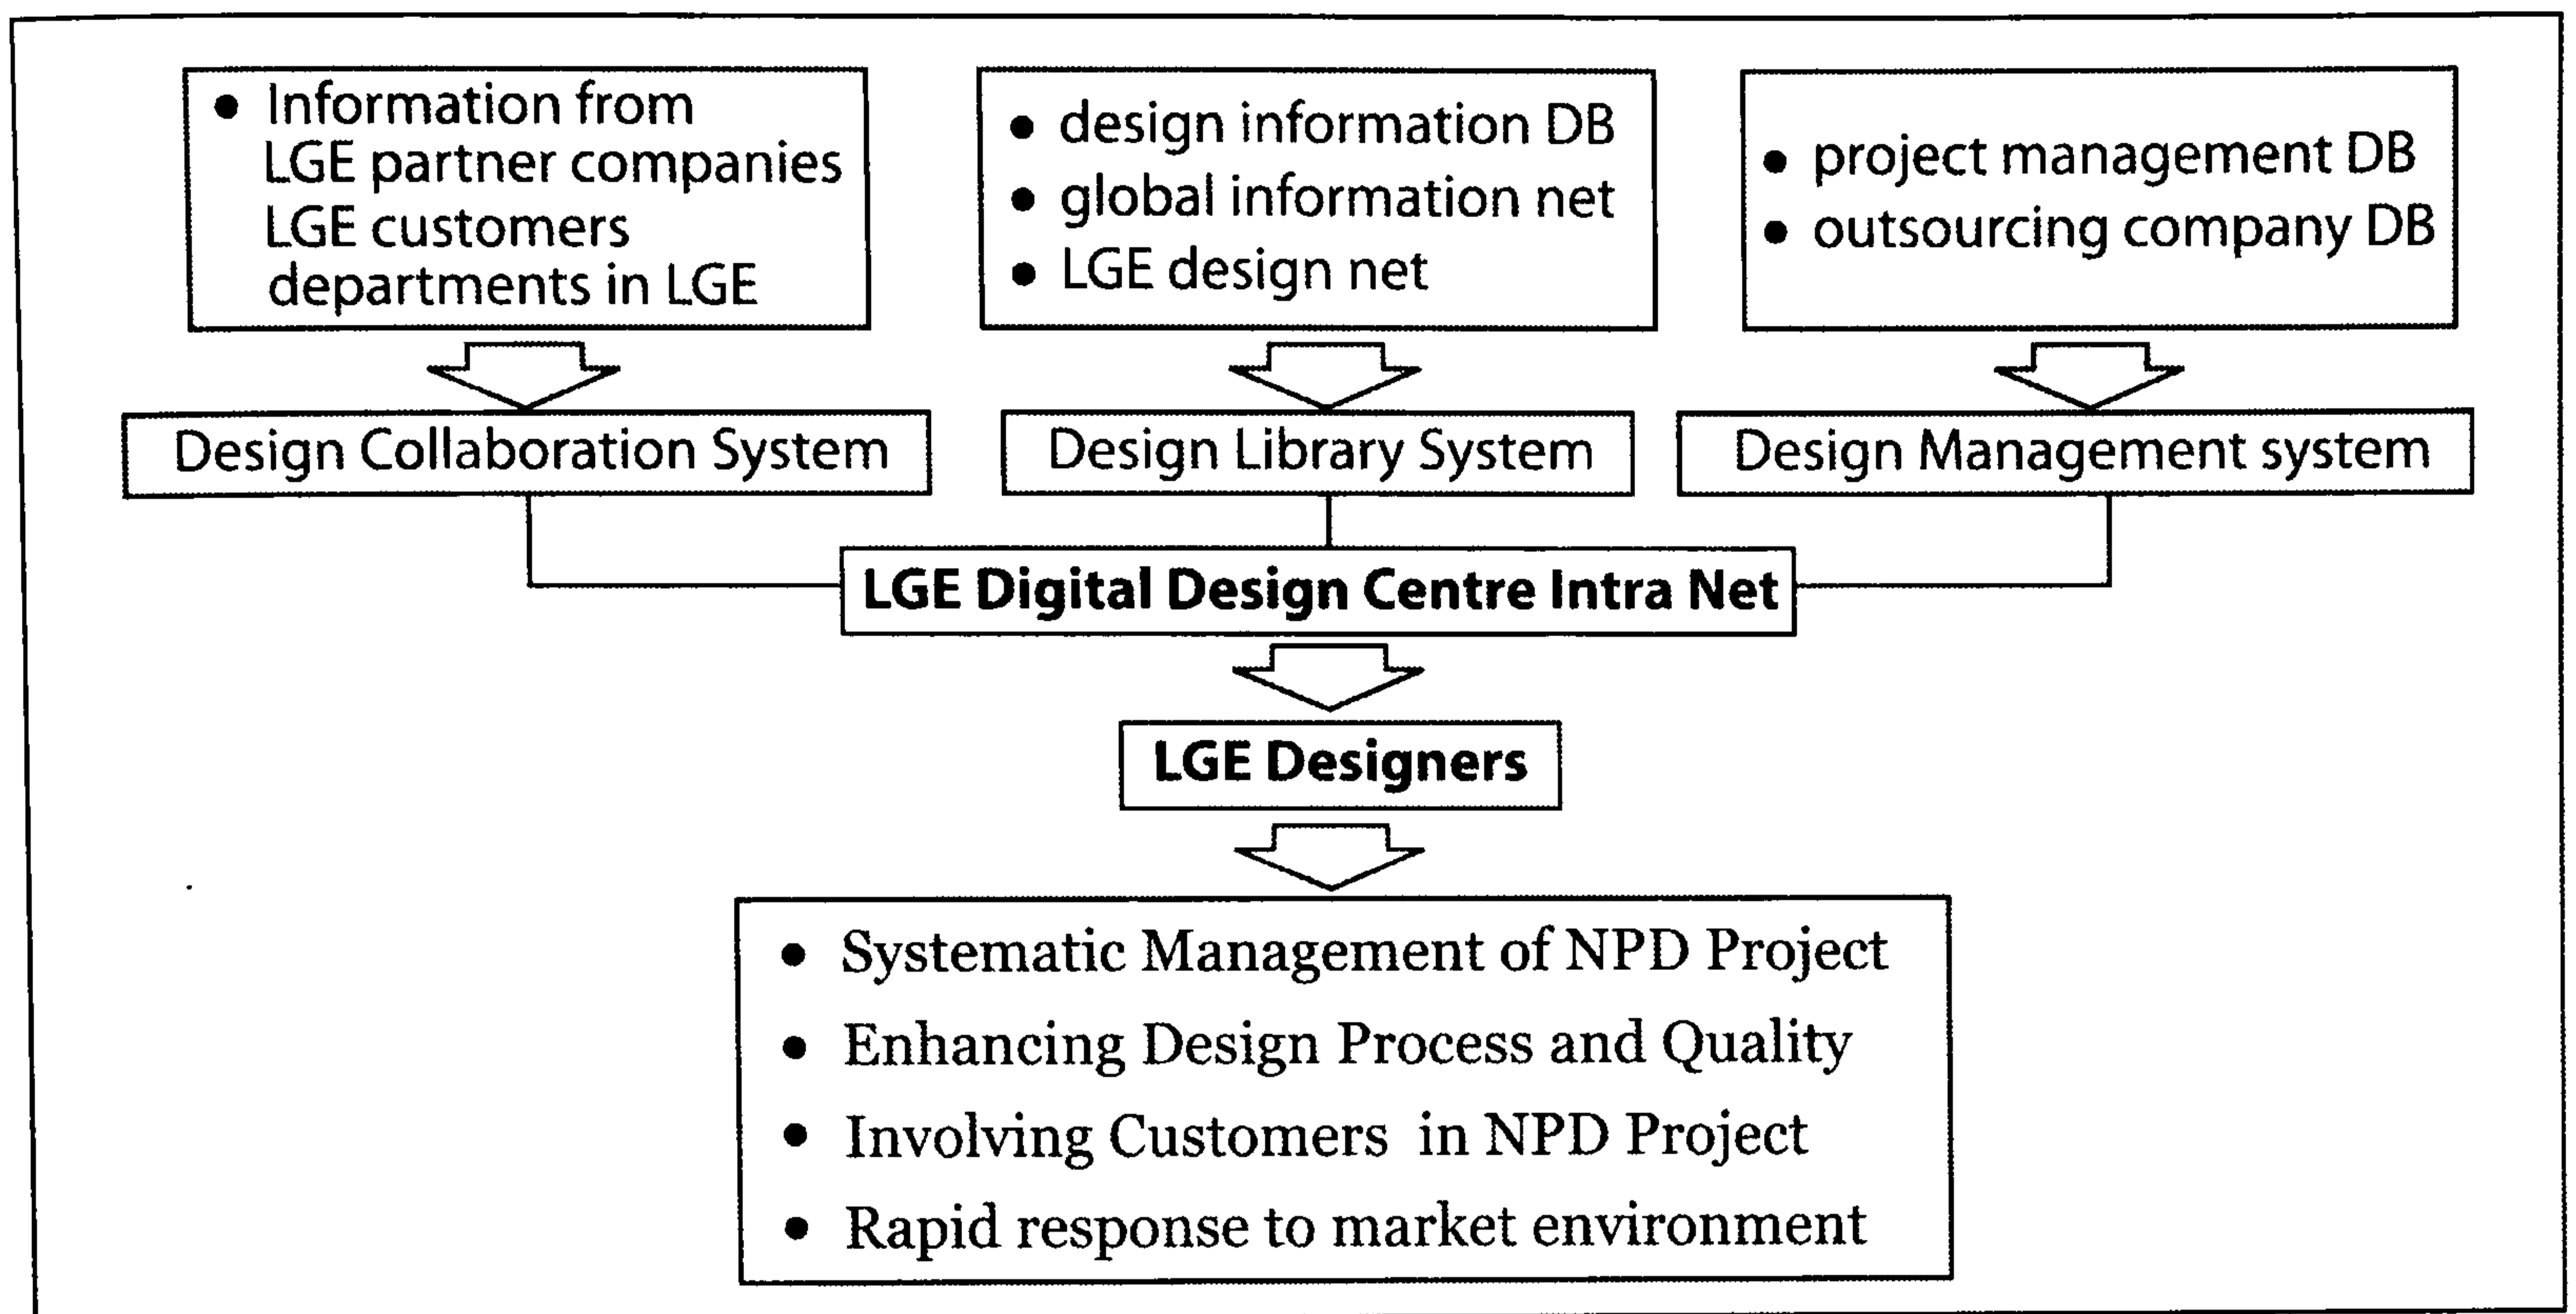 ● Information from
LGE partner companies
LGE customers
departments in LGE
● design information DB
● global information net
● LGE design net
● project management DB
● outsourcing company DB
Design Collaboration System
Design Library System
Design Management system
LGE Digital Design Centre Intra Net
LGE Designers
● Systematic Management of NPD Project
● Enhancing Design Process and Quality
● Involving Customers in NPD Project
● Rapid response to market environment